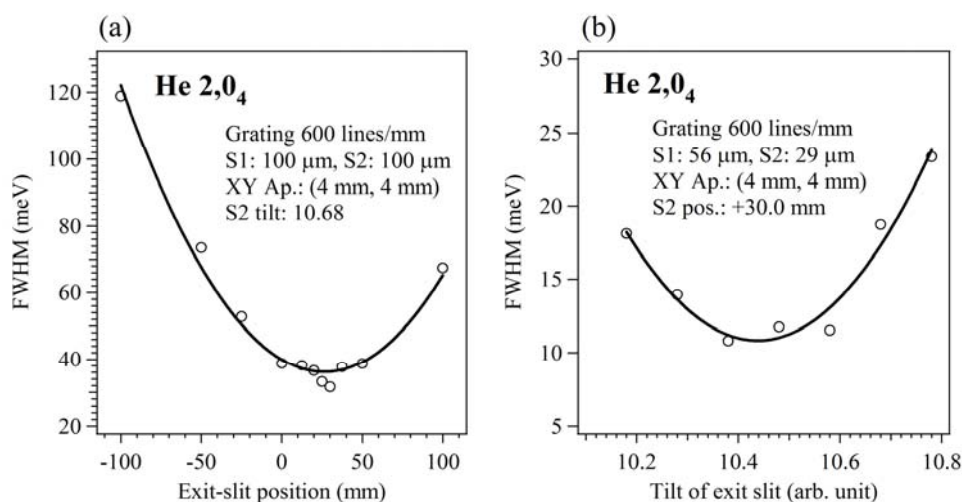 (a)
He 2,0₄
Grating 600 lines/mm
S1: 100 μm, S2: 100 μm
XY Ap.: (4 mm, 4 mm)
S2 tilt: 10.68
FWHM (meV)
120
100
80
60
40
20
-100 -50 0 50 100
Exit-slit position (mm)
(b)
He 2,0₄
Grating 600 lines/mm
S1: 56 μm, S2: 29 μm
XY Ap.: (4 mm, 4 mm)
S2 pos.: +30.0 mm
FWHM (meV)
30
25
20
15
10
5
10.2 10.4 10.6 10.8
Tilt of exit slit (arb. unit)